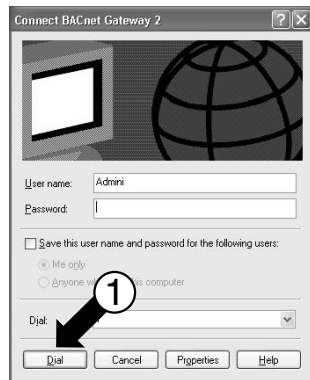 Connect BACnet Gateway 2
User name: Admini
Password:
Save this user name and password for the following users:
Me only
Anyone computer
1
Dial:
Dial Cancel Properties Help